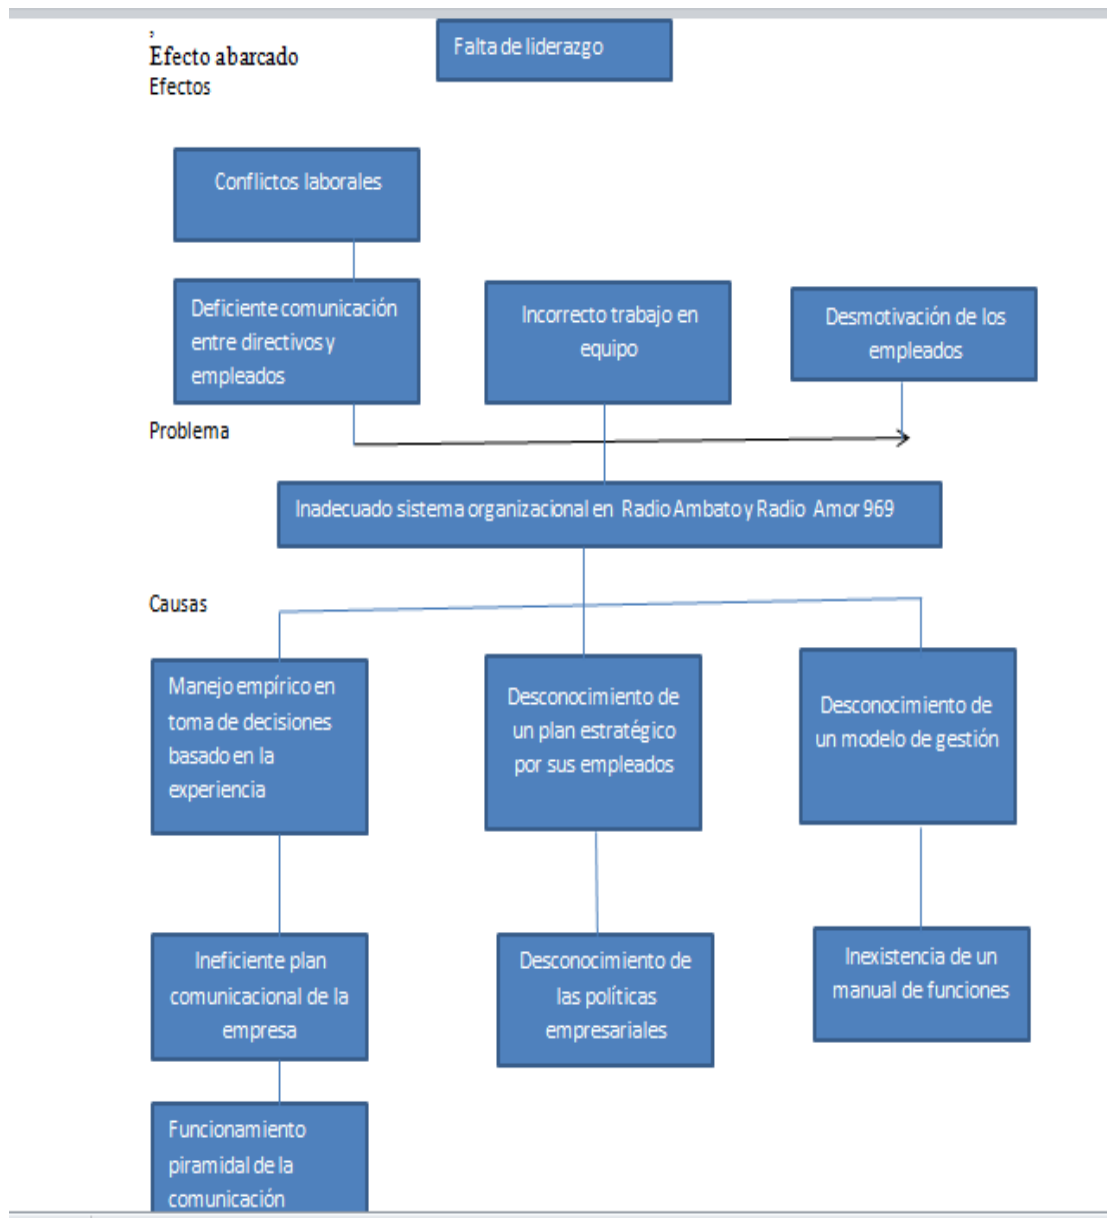 ,
Efecto abarcado
Efectos
Falta de liderazgo
Conflictos laborales
Deficiente comunicación
entre directivos y
empleados
Incorrecto trabajo en
equipo
Desmotivación de los
empleados
Problema
Inadecuado sistema organizacional en Radio Ambato y Radio Amor 969
Causas
Manejo empírico en
toma de decisiones
basado en la
experiencia
Desconocimiento de
un plan estratégico
por sus empleados
Desconocimiento de
un modelo de gestión
Ineficiente plan
comunicacional de la
empresa
Desconocimiento de
las políticas
empresariales
Inexistencia de un
manual de funciones
Funcionamiento
piramidal de la
comunicación